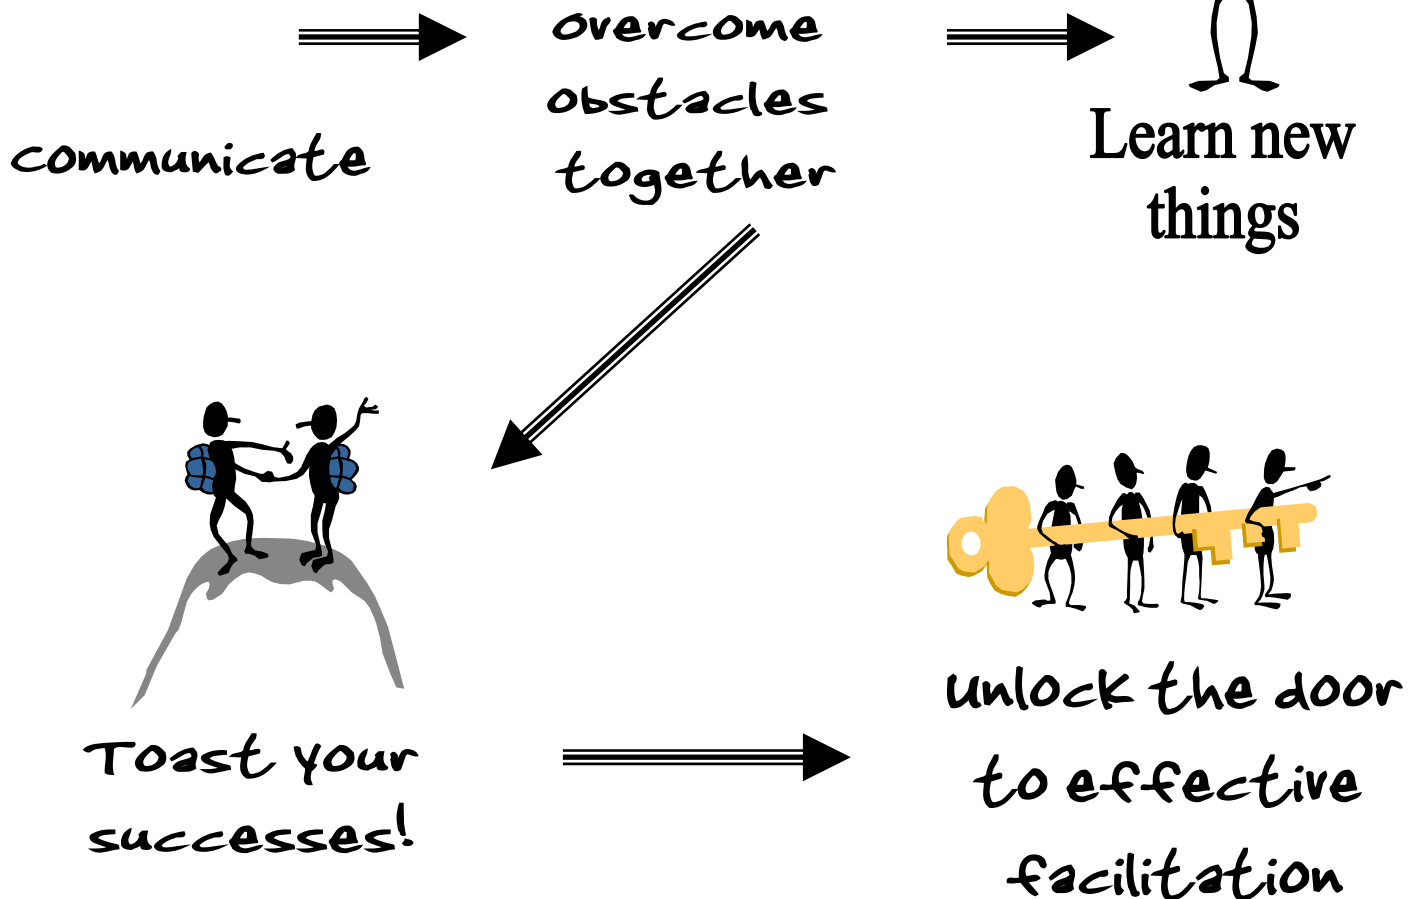 communicate
overcome
obstacles
together
Learn new
things
Toast your
successes!
unlock the door
to effective
facilitation